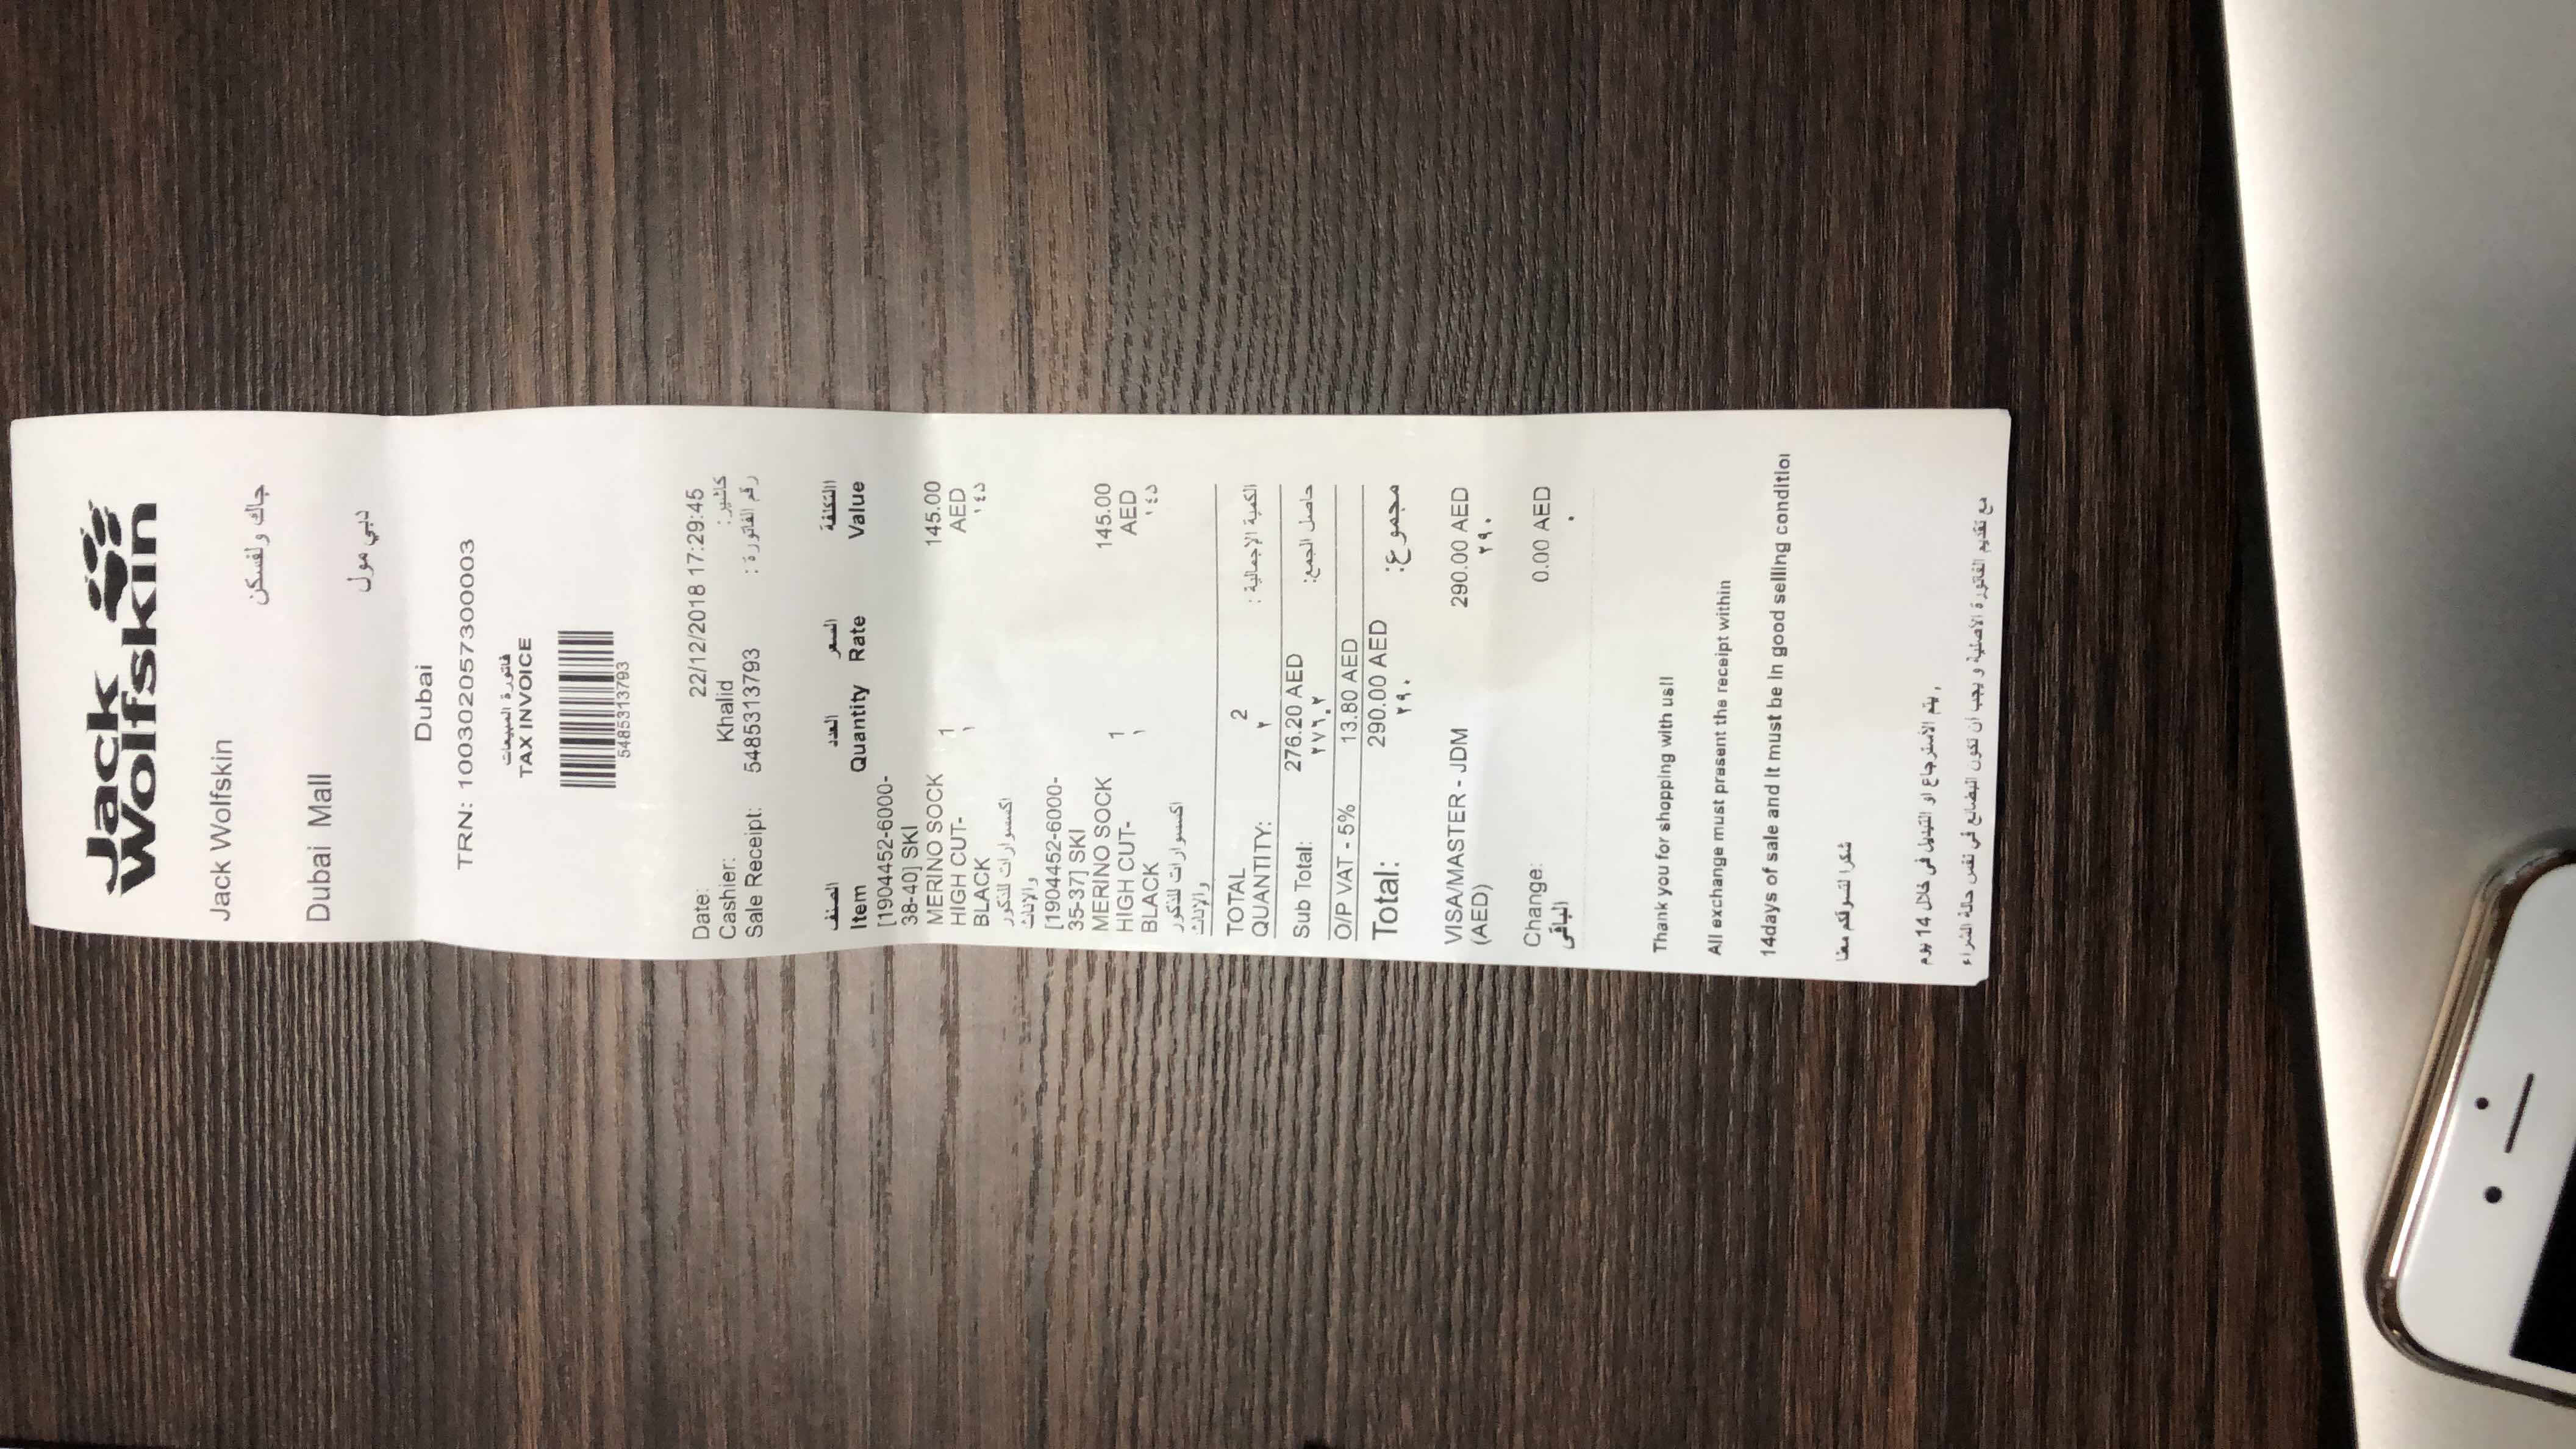 Jack
Wolfskin
Jack Wolfskin
جاك ولفسكن
Dubai Mall
دبي مول
Dubai
TRN: 100302057300003
فاتورة المبيعات
TAX INVOICE
5485313793
Date: 22/12/2018 17:29:45
Cashier: Khalid كاشير:
Sale Receipt: 5485313793 رقم الفاتورة :
الصنف العدد السعر االتكلفة
Item Quantity Rate Value
[1904452-6000-
38-40] SKI
MERINO SOCK 1 145.00
HIGH CUT- ١ AED
BLACK ١٤٥
اكسسوارات للذكور
والإناث
[1904452-6000-
35-37] SKI
MERINO SOCK 1 145.00
HIGH CUT- ١ AED
BLACK ١٤٥
اكسسوارات للذكور
والإناث
TOTAL 2 الكمية الإجمالية :
QUANTITY: ٢
Sub Total: 276.20 AED حاصل الجمع:
٢٧٦.٢
O/P VAT - 5% 13.80 AED
Total: 290.00 AED مجموع:
٢٩٠
VISA/MASTER - JDM 290.00 AED
(AED) ٢٩٠
Change: 0.00 AED
الباقى ٠
Thank you for shopping with us!!
All exchange must present the receipt within
14days of sale and it must be in good selling condition
شكرا لتسوقكم معنا
يتم الأسترجاع او التبديل فى خلال 14 يوم ,
مع تقديم الفاتورة الأصلية و يجب أن تكون البضائع في نفس حالة الشراء